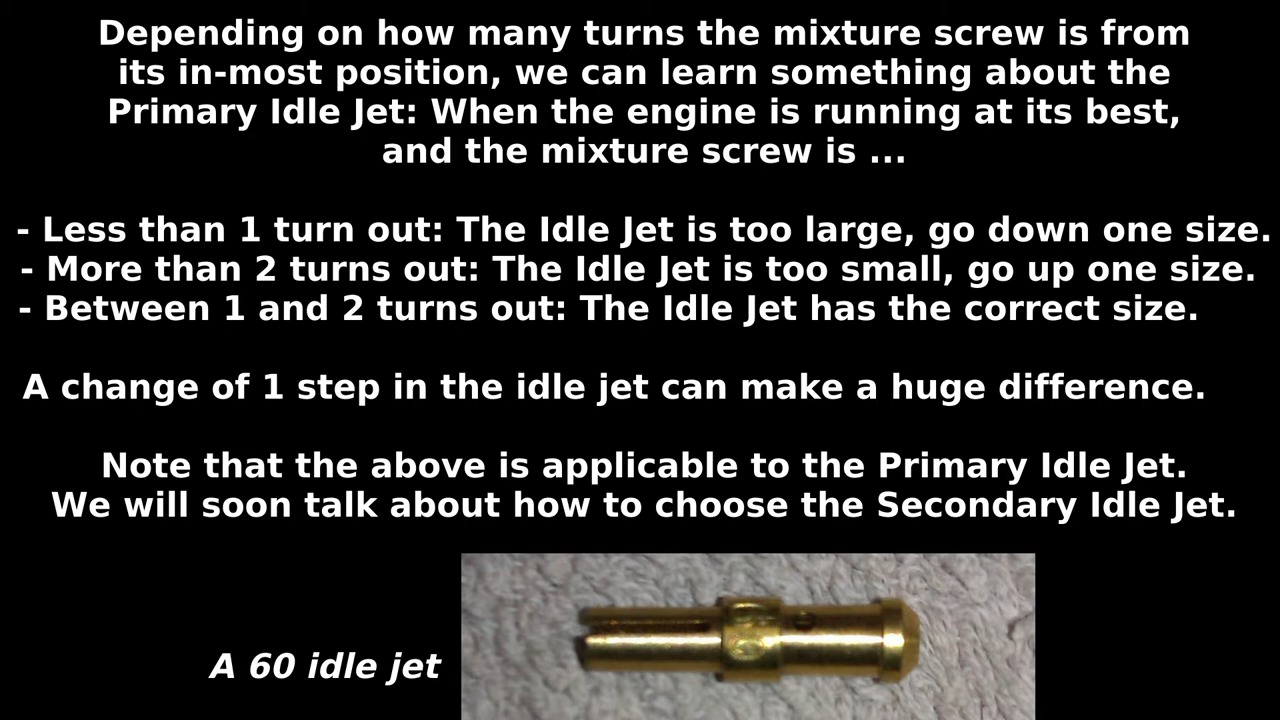 Depending on how many turns the mixture screw is from
its in-most position, we can learn something about the
Primary Idle Jet: When the engine is running at its best,
and the mixture screw is ...
- Less than 1 turn out: The Idle Jet is too large, go down one size.
- More than 2 turns out: The Idle Jet is too small, go up one size.
- Between 1 and 2 turns out: The Idle Jet has the correct size.
A change of 1 step in the idle jet can make a huge difference.
Note that the above is applicable to the Primary Idle Jet.
We will soon talk about how to choose the Secondary Idle Jet.
A 60 idle jet